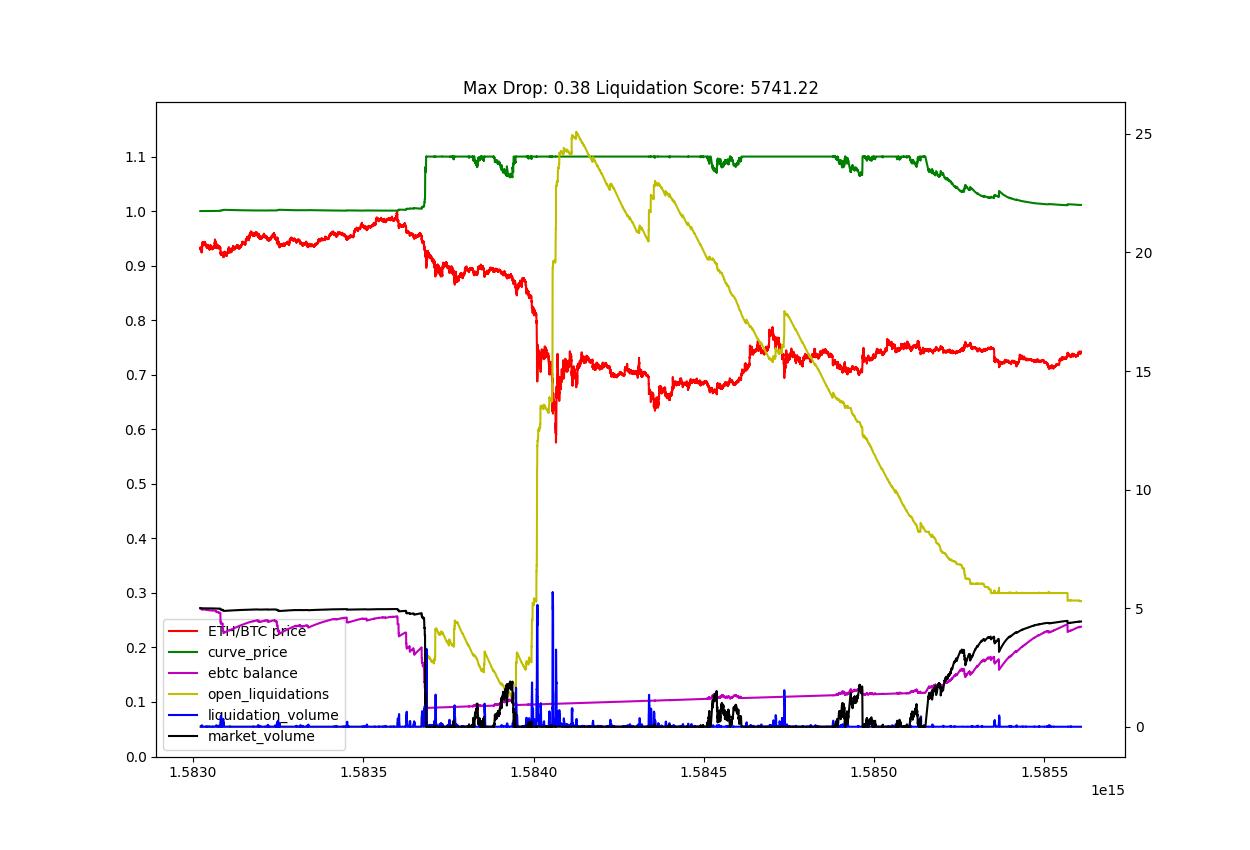 Max Drop: 0.38 Liquidation Score: 5741.22
1.1
1.0
0.9
0.8
0.7
0.6
0.5
0.4
0.3
0.2
0.1
0.0
25
20
15
10
5
0
ETH/BTC price
curve_price
ebtc balance
open_liquidations
liquidation_volume
market_volume
1.5830 1.5835 1.5840 1.5845 1.5850 1.5855
1e15